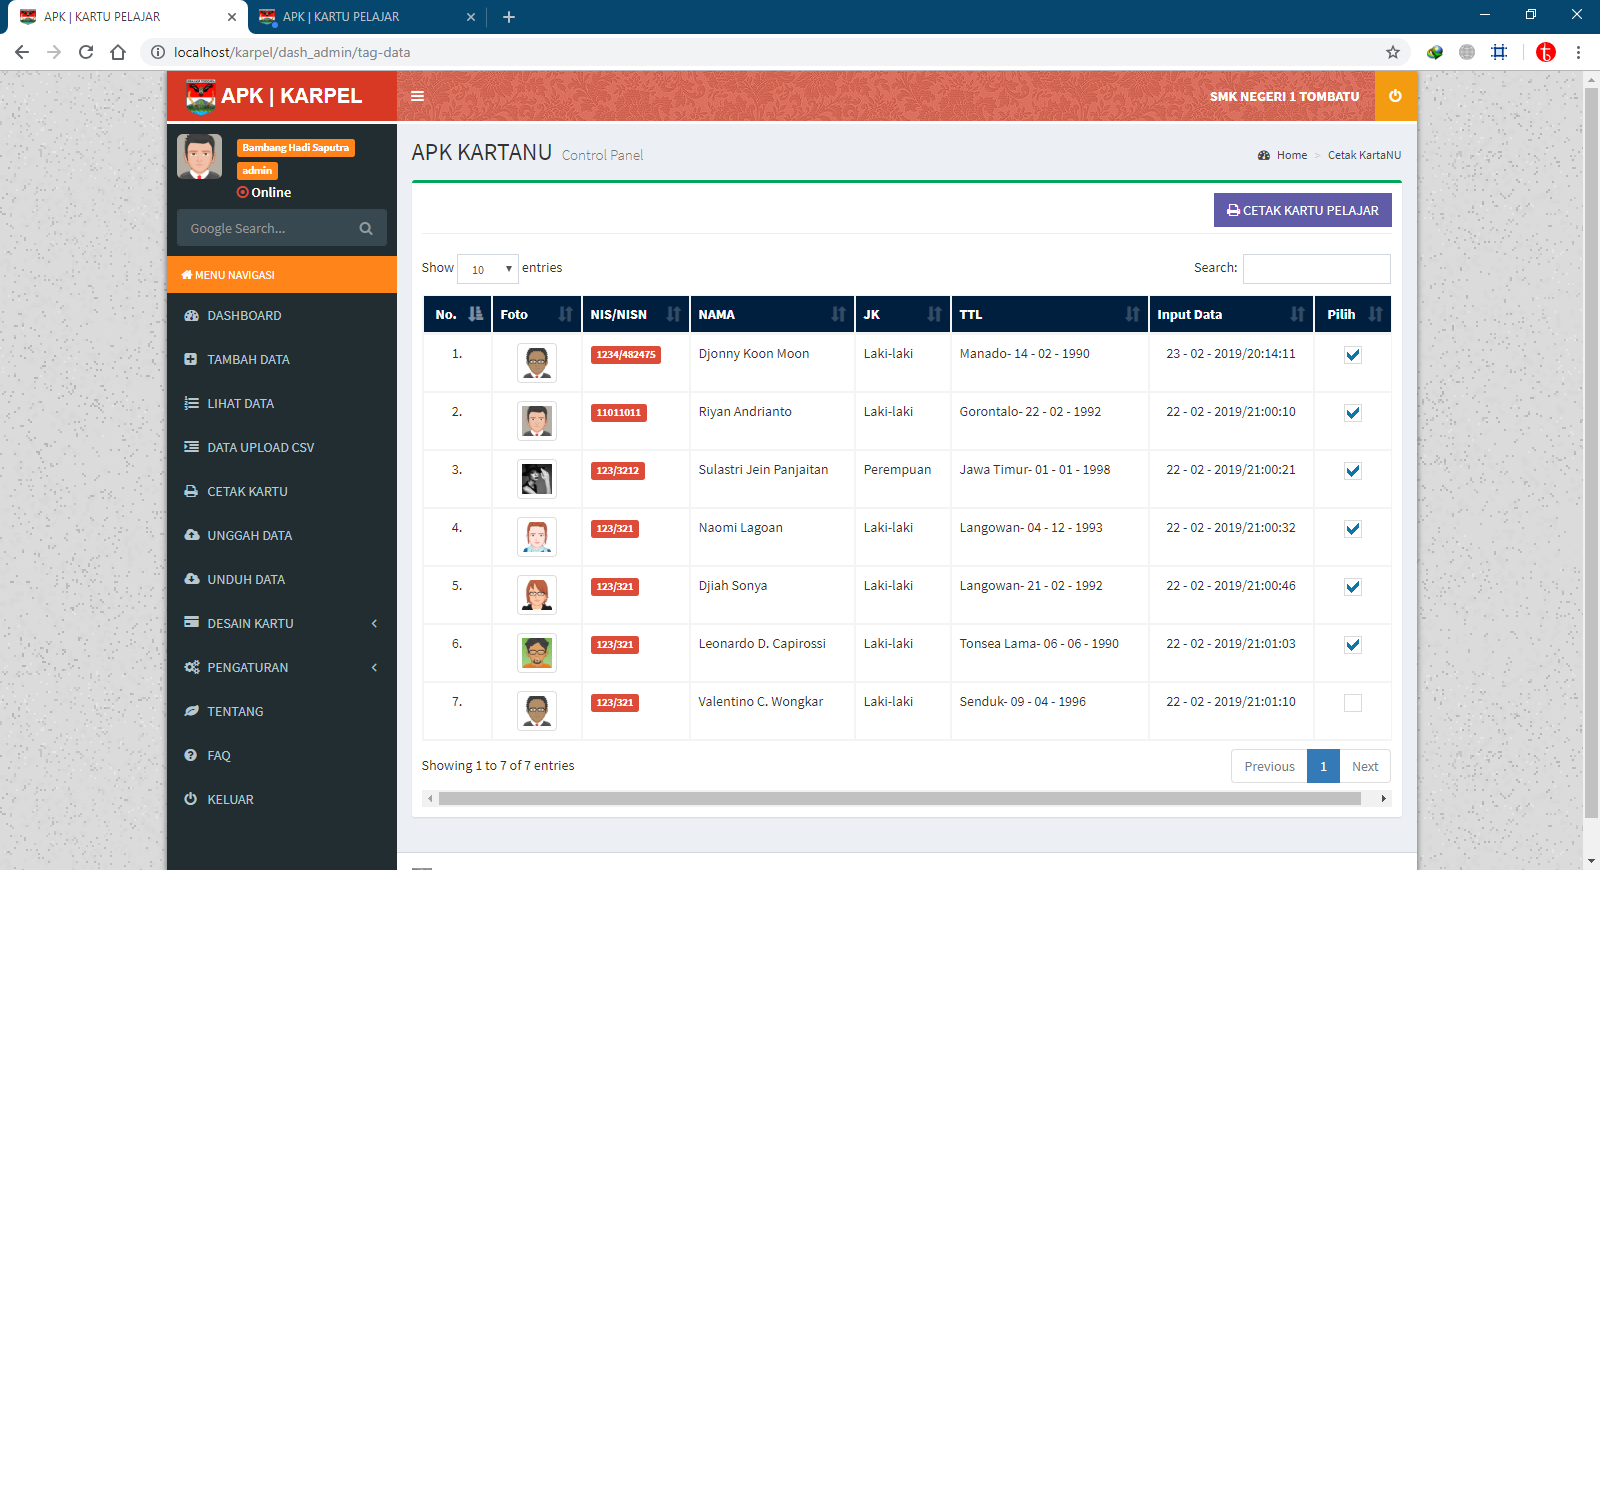 APK | KARTU PELAJAR
APK | KARTU PELAJAR
localhost/karpel/dash_admin/tag-data
APK | KARPEL
SMK NEGERI 1 TOMBATU
Bambang Hadi Saputra
admin
Online
Google Search...
MENU NAVIGASI
DASHBOARD
TAMBAH DATA
LIHAT DATA
DATA UPLOAD CSV
CETAK KARTU
UNGGAH DATA
UNDUH DATA
DESAIN KARTU
PENGATURAN
TENTANG
FAQ
KELUAR
APK KARTANU Control Panel
Home > Cetak KartaNU
CETAK KARTU PELAJAR
Show 10 entries
Search:
No. Foto NIS/NISN NAMA JK TTL Input Data Pilih
1. 1234/482475 Djonny Koon Moon Laki-laki Manado- 14 - 02 - 1990 23 - 02 - 2019/20:14:11
2. 11011011 Riyan Andrianto Laki-laki Gorontalo- 22 - 02 - 1992 22 - 02 - 2019/21:00:10
3. 123/3212 Sulastri Jein Panjaitan Perempuan Jawa Timur- 01 - 01 - 1998 22 - 02 - 2019/21:00:21
4. 123/321 Naomi Lagoan Laki-laki Langowan- 04 - 12 - 1993 22 - 02 - 2019/21:00:32
5. 123/321 Djiah Sonya Laki-laki Langowan- 21 - 02 - 1992 22 - 02 - 2019/21:00:46
6. 123/321 Leonardo D. Capirossi Laki-laki Tonsea Lama- 06 - 06 - 1990 22 - 02 - 2019/21:01:03
7. 123/321 Valentino C. Wongkar Laki-laki Senduk- 09 - 04 - 1996 22 - 02 - 2019/21:01:10
Showing 1 to 7 of 7 entries
Previous 1 Next